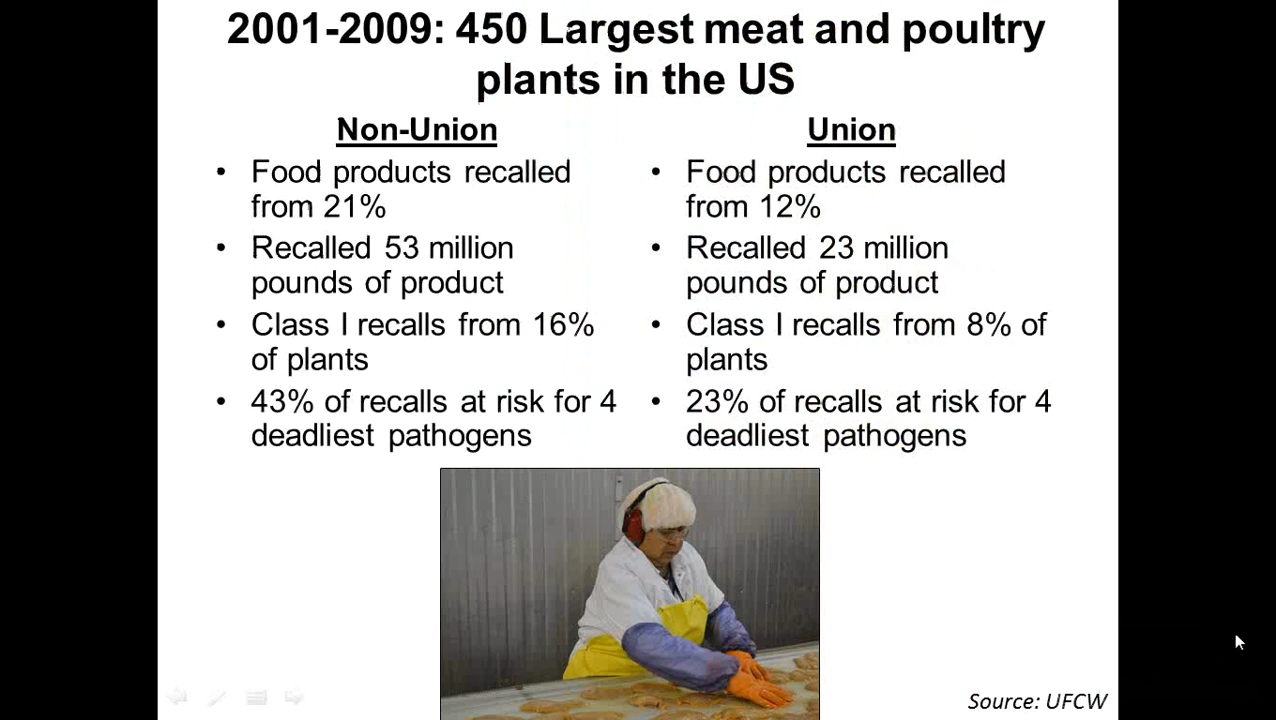 2001-2009: 450 Largest meat and poultry
plants in the US
Non-Union
• Food products recalled
from 21%
• Recalled 53 million
pounds of product
• Class I recalls from 16%
of plants
• 43% of recalls at risk for 4
deadliest pathogens
Union
• Food products recalled
from 12%
• Recalled 23 million
pounds of product
• Class I recalls from 8% of
plants
• 23% of recalls at risk for 4
deadliest pathogens
Source: UFCW